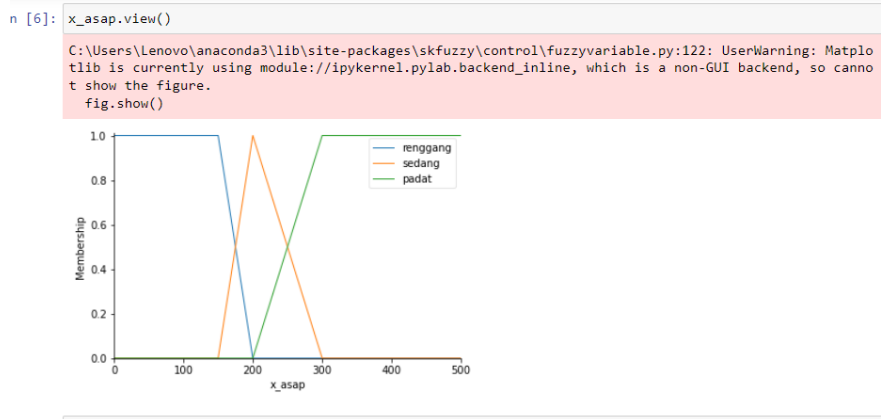 n [6]: x_asap.view()
C:\Users\Lenovo\anaconda3\lib\site-packages\skfuzzy\control\fuzzyvariable.py:122: UserWarning: Matplo
tlib is currently using module://ipykernel.pylab.backend_inline, which is a non-GUI backend, so canno
t show the figure.
fig.show()
1.0
renggang
sedang
padat
0.8
0.6
0.4
0.2
0.0
Membership
0 100 200 300 400 500
x_asap